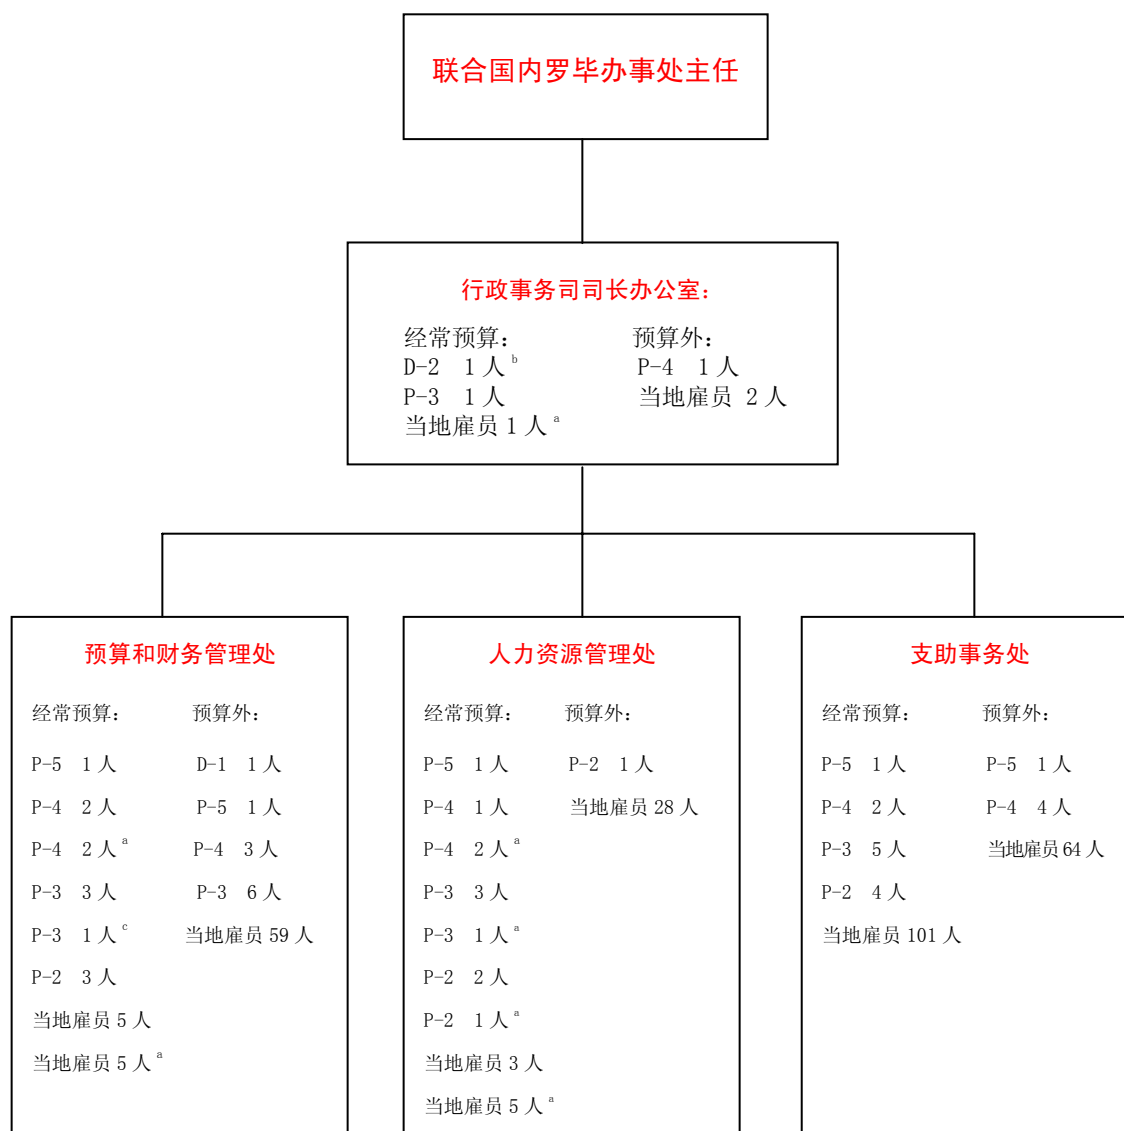 联合国内罗毕办事处主任
行政事务司司长办公室：
经常预算： 预算外：
D-2 1 人 b P-4 1 人
P-3 1 人 当地雇员 2 人
当地雇员 1 人 a
预算和财务管理处
经常预算： 预算外：
P-5 1 人 D-1 1 人
P-4 2 人 P-5 1 人
P-4 2 人 a P-4 3 人
P-3 3 人 P-3 6 人
P-3 1 人 c 当地雇员 59 人
P-2 3 人
当地雇员 5 人
当地雇员 5 人 a
人力资源管理处
经常预算： 预算外：
P-5 1 人 P-2 1 人
P-4 1 人 当地雇员 28 人
P-4 2 人 a
P-3 3 人
P-3 1 人 a
P-2 2 人
P-2 1 人 a
当地雇员 3 人
当地雇员 5 人 a
支助事务处
经常预算： 预算外：
P-5 1 人 P-5 1 人
P-4 2 人 P-4 4 人
P-3 5 人 当地雇员 64 人
P-2 4 人
当地雇员 101 人